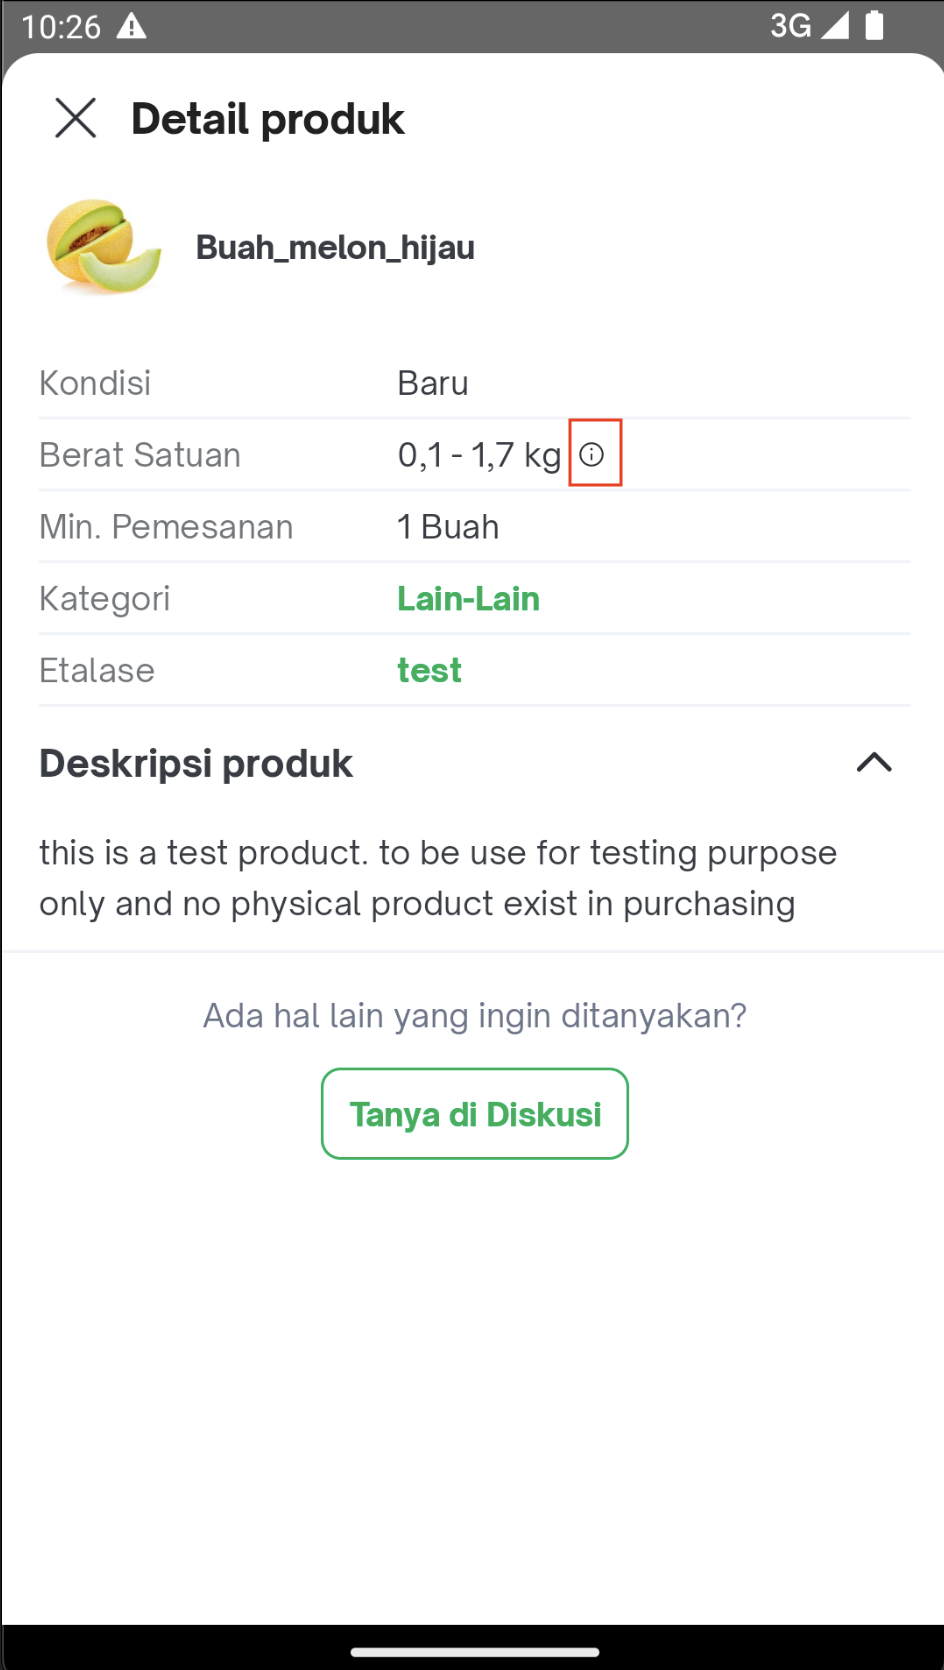 10:26 3G
Detail produk
Buah_melon_hijau
Kondisi Baru
Berat Satuan 0,1 - 1,7 kg
Min. Pemesanan 1 Buah
Kategori Lain-Lain
Etalase test
Deskripsi produk
this is a test product. to be use for testing purpose
only and no physical product exist in purchasing
Ada hal lain yang ingin ditanyakan?
Tanya di Diskusi